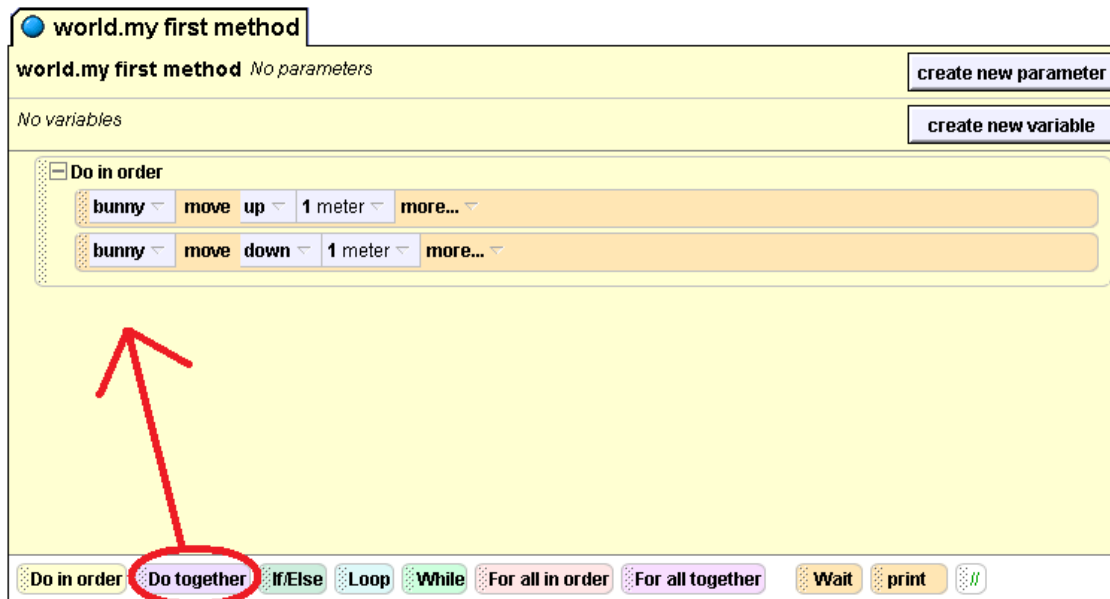 world.my first method
world.my first method No parameters create new parameter
No variables create new variable
Do in order
bunny move up 1 meter more...
bunny move down 1 meter more...
Do in order Do together If/Else Loop While For all in order For all together Wait print //